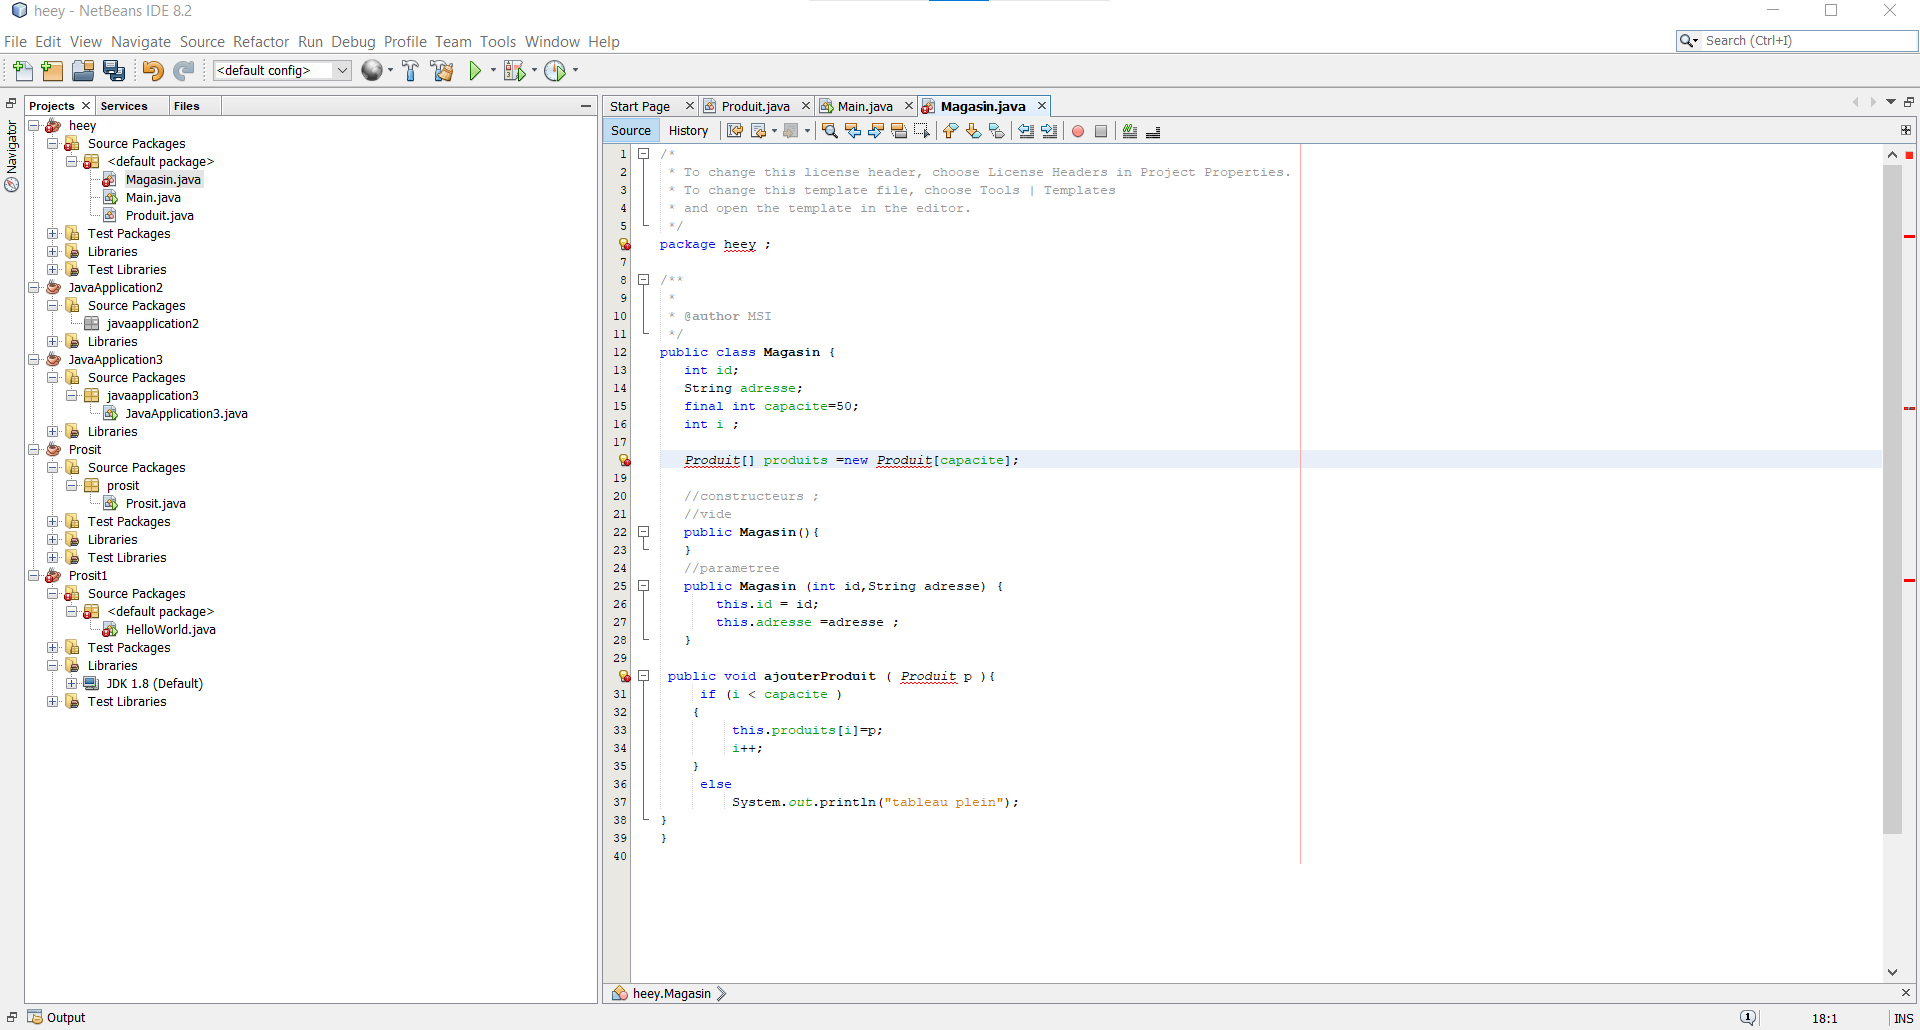 heey - NetBeans IDE 8.2
File Edit View Navigate Source Refactor Run Debug Profile Team Tools Window Help
Search (Ctrl+I)
<default config>
Projects Services Files
Navigator
heey
Source Packages
<default package>
Magasin.java
Main.java
Produit.java
Test Packages
Libraries
Test Libraries
JavaApplication2
Source Packages
javaapplication2
Libraries
JavaApplication3
Source Packages
javaapplication3
JavaApplication3.java
Libraries
Prosit
Source Packages
prosit
Prosit.java
Test Packages
Libraries
Test Libraries
Prosit1
Source Packages
<default package>
HelloWorld.java
Test Packages
Libraries
JDK 1.8 (Default)
Test Libraries
Start Page Produit.java Main.java Magasin.java
Source History
1 /*
2 * To change this license header, choose License Headers in Project Properties.
3 * To change this template file, choose Tools | Templates
4 * and open the template in the editor.
5 */
package heey ;
7
8 /**
9 *
10 * @author MSI
11 */
12 public class Magasin {
13 int id;
14 String adresse;
15 final int capacite=50;
16 int i ;
17
Produit[] produits =new Produit[capacite];
19
20 //constructeurs ;
21 //vide
22 public Magasin(){
23 }
24 //parametree
25 public Magasin (int id,String adresse) {
26 this.id = id;
27 this.adresse =adresse ;
28 }
29
public void ajouterProduit ( Produit p ){
31 if (i < capacite )
32 {
33 this.produits[i]=p;
34 i++;
35 }
36 else
37 System.out.println("tableau plein");
38 }
39 }
40
heey.Magasin
Output
1
18:1
INS